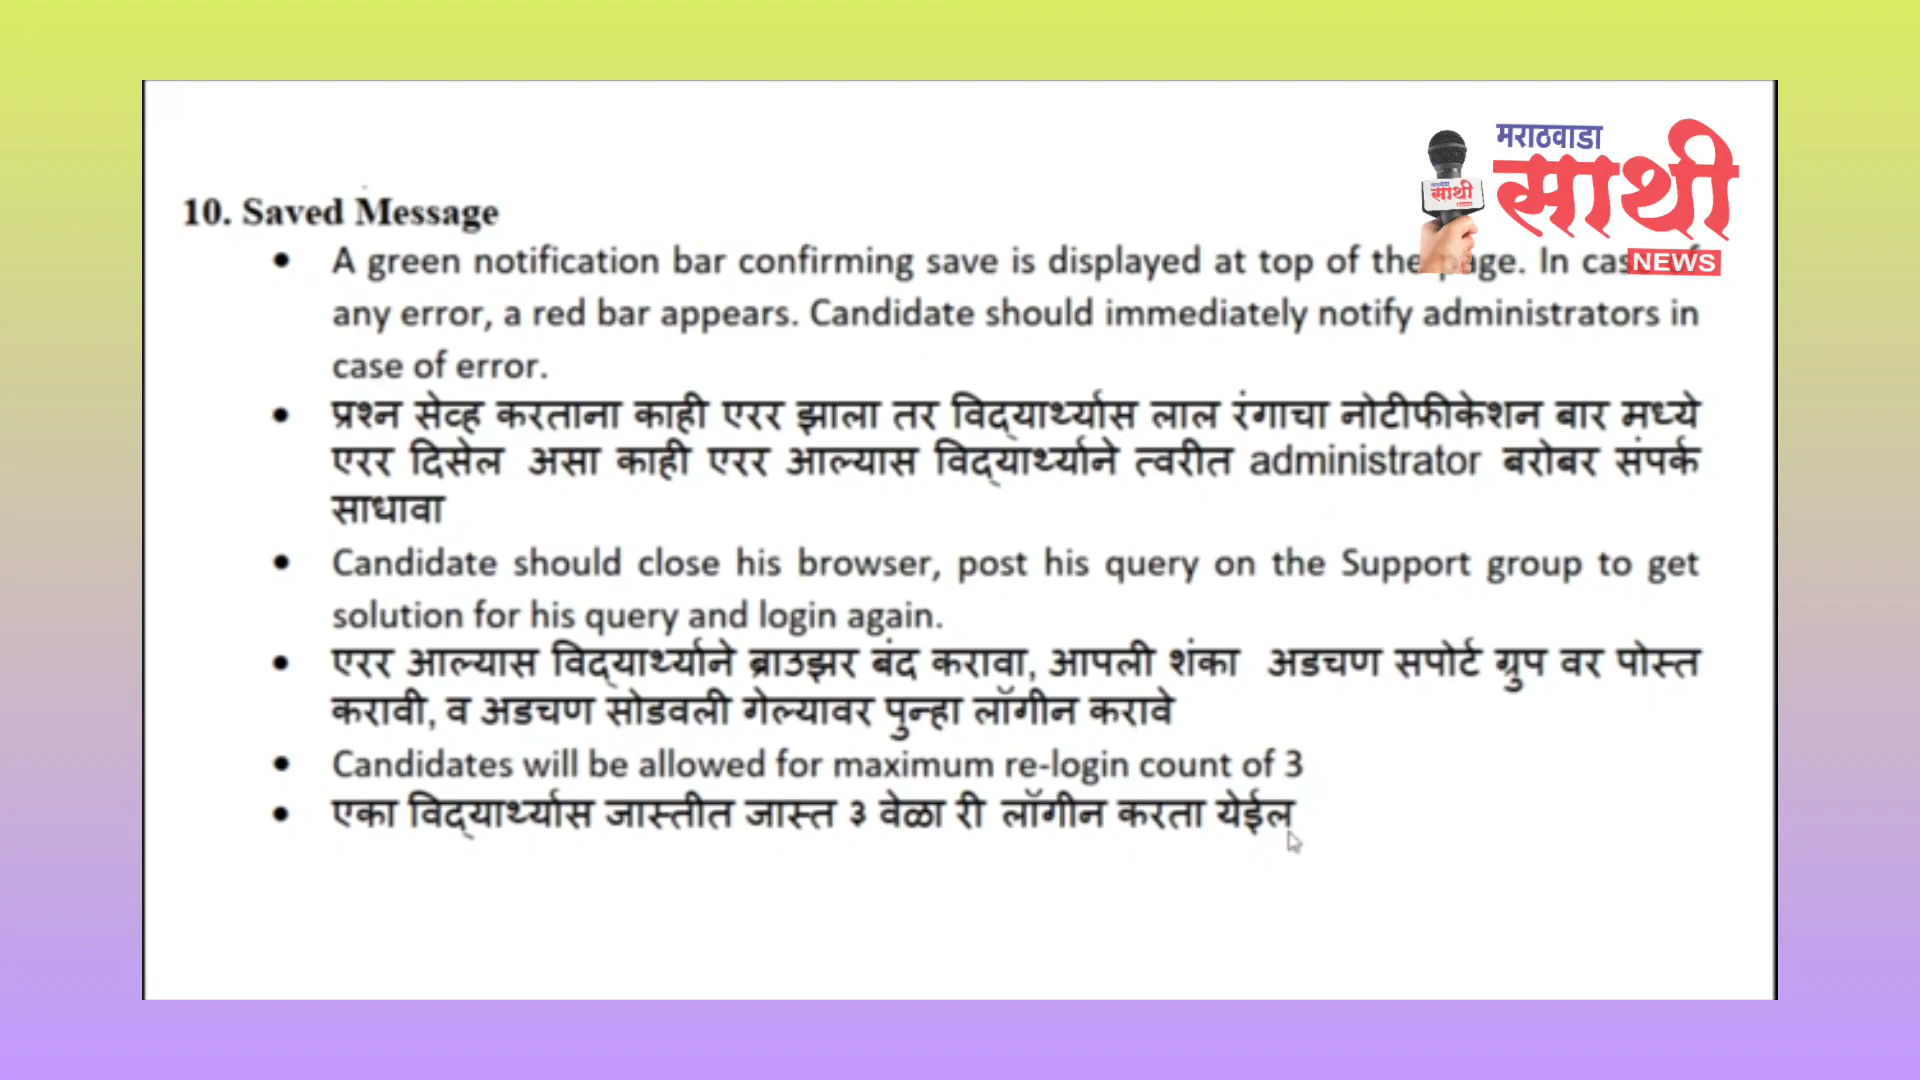 मराठवाडा
साथी
NEWS
साथी
10. Saved Message
• A green notification bar confirming save is displayed at top of the page. In case of
any error, a red bar appears. Candidate should immediately notify administrators in
case of error.
• प्रश्न सेव्ह करताना काही एरर झाला तर विद्यार्थ्यास लाल रंगाचा नोटीफीकेशन बार मध्ये
एरर दिसेल असा काही एरर आल्यास विद्यार्थ्याने त्वरीत administrator बरोबर संपर्क
साधावा
• Candidate should close his browser, post his query on the Support group to get
solution for his query and login again.
• एरर आल्यास विद्यार्थ्याने ब्राउझर बंद करावा, आपली शंका अडचण सपोर्ट ग्रुप वर पोस्त
करावी, व अडचण सोडवली गेल्यावर पुन्हा लॉगीन करावे
• Candidates will be allowed for maximum re-login count of 3
• एका विद्यार्थ्यास जास्तीत जास्त ३ वेळा री लॉगीन करता येईल